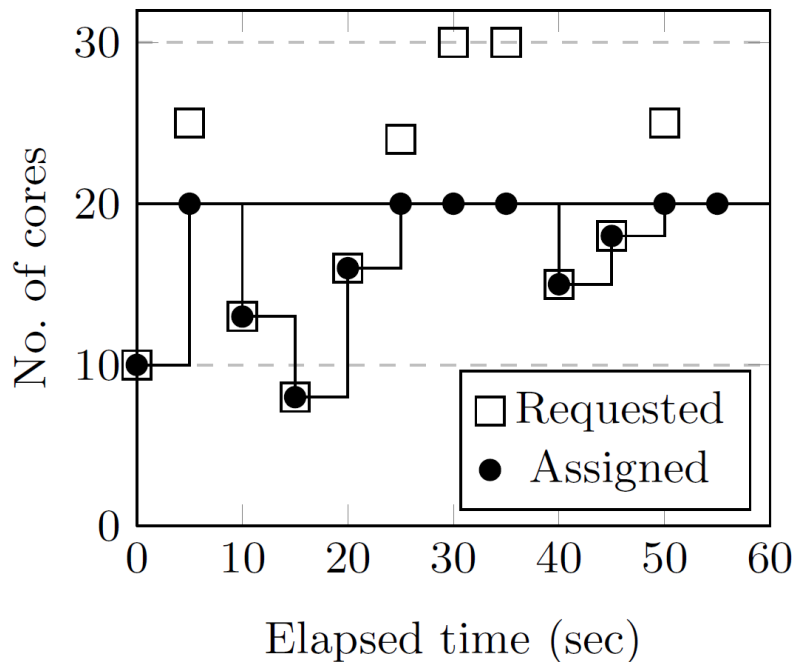 30
20
10
0
No. of cores
Requested
Assigned
0 10 20 30 40 50 60
Elapsed time (sec)